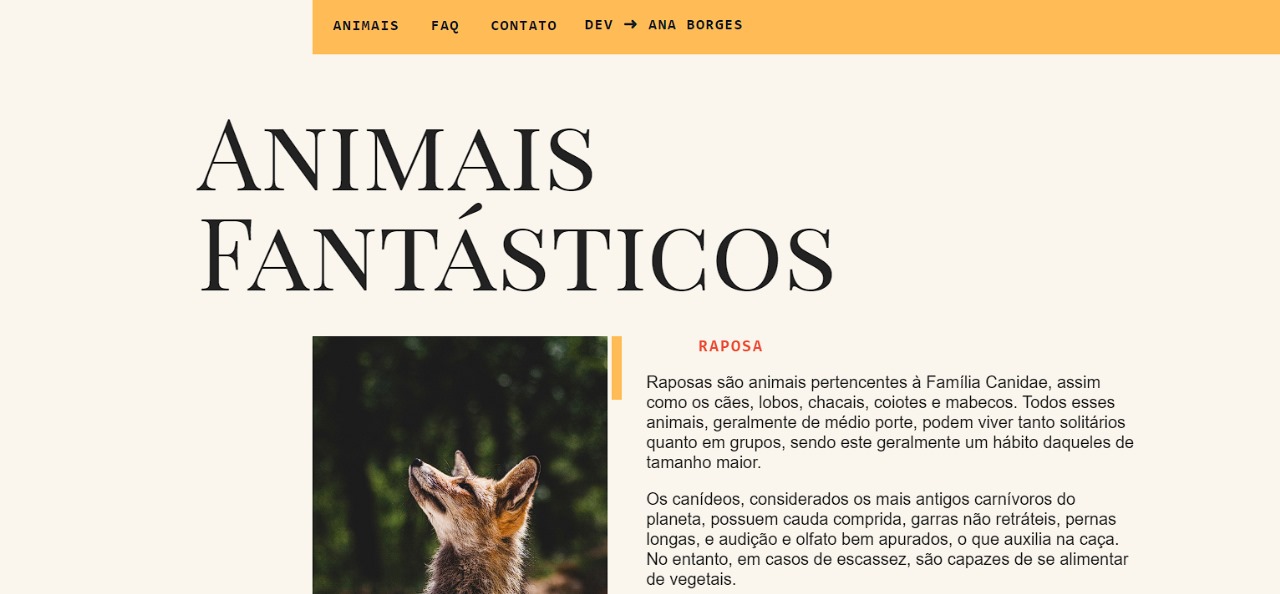 ANIMAIS FAQ CONTATO DEV → ANA BORGES
ANIMAIS
FANTÁSTICOS
RAPOSA
Raposas são animais pertencentes à Família Canidae, assim
como os cães, lobos, chacais, coiotes e mabecos. Todos esses
animais, geralmente de médio porte, podem viver tanto solitários
quanto em grupos, sendo este geralmente um hábito daqueles de
tamanho maior.
Os canídeos, considerados os mais antigos carnívoros do
planeta, possuem cauda comprida, garras não retráteis, pernas
longas, e audição e olfato bem apurados, o que auxilia na caça.
No entanto, em casos de escassez, são capazes de se alimentar
de vegetais.